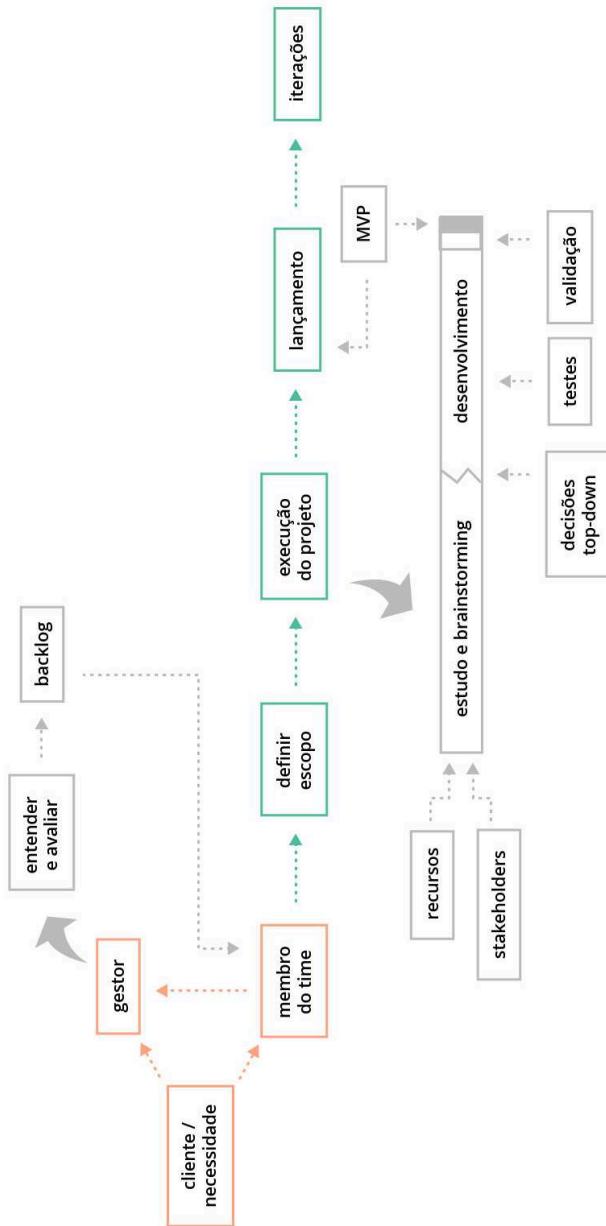 cliente /
necessidade
gestor
membro
do time
entender
e avaliar
backlog
definir
escopo
execução
do projeto
lançamento
iterações
MVP
recursos
stakeholders
estudo e brainstorming
desenvolvimento
decisões
top-down
testes
validação